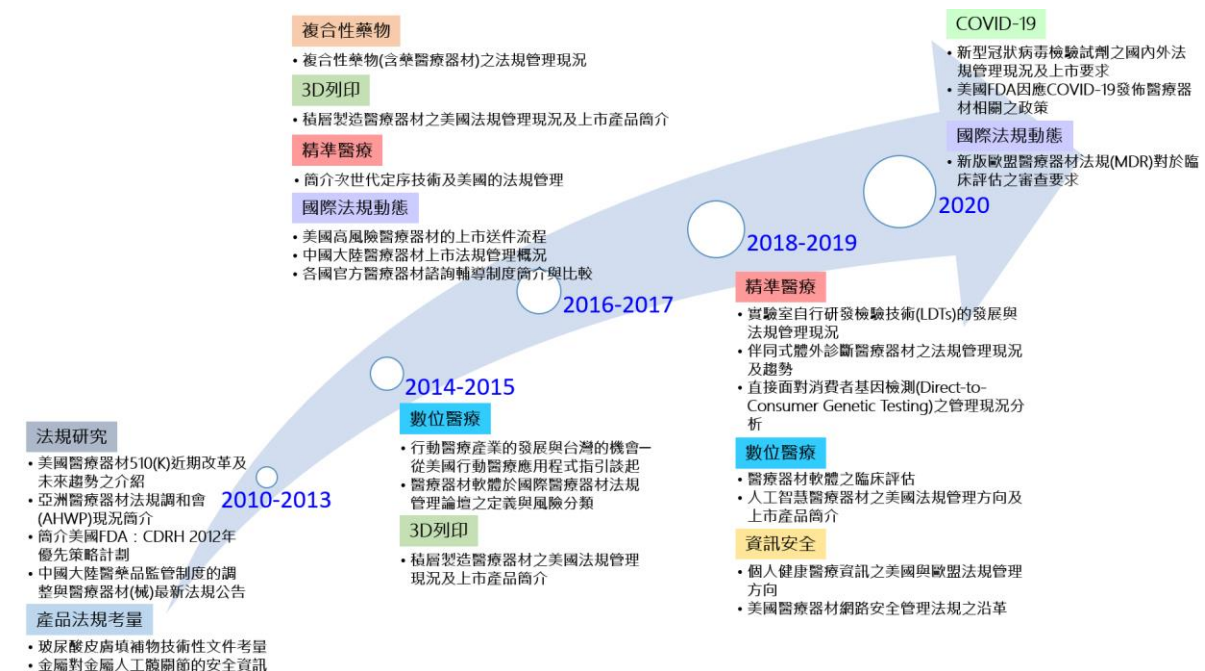 複合性藥物
• 複合性藥物(含藥醫療器材)之法規管理現況
3D列印
• 積層製造醫療器材之美國法規管理現況及上市產品簡介
精準醫療
• 簡介次世代定序技術及美國的法規管理
國際法規動態
• 美國高風險醫療器材的上市送件流程
• 中國大陸醫療器材上市法規管理概況
• 各國官方醫療器材諮詢輔導制度簡介與比較
2016-2017
COVID-19
• 新型冠狀病毒檢驗試劑之國內外法
規管理現況及上市要求
• 美國FDA因應COVID-19發佈醫療器
材相關之政策
國際法規動態
• 新版歐盟醫療器材法規(MDR)對於臨
床評估之審查要求
2020
2018-2019
精準醫療
• 實驗室自行研發檢驗技術(LDTs)的發展與
法規管理現況
• 伴同式體外診斷醫療器材之法規管理現況
及趨勢
• 直接面對消費者基因檢測(Direct-to-
Consumer Genetic Testing)之管理現況分
析
數位醫療
• 醫療器材軟體之臨床評估
• 人工智慧醫療器材之美國法規管理方向及
上市產品簡介
資訊安全
• 個人健康醫療資訊之美國與歐盟法規管理
方向
• 美國醫療器材網路安全管理法規之沿革
2014-2015
數位醫療
• 行動醫療產業的發展與台灣的機會─
從美國行動醫療應用程式指引談起
• 醫療器材軟體於國際醫療器材法規
管理論壇之定義與風險分類
3D列印
• 積層製造醫療器材之美國法規管理
現況及上市產品簡介
2010-2013
法規研究
• 美國醫療器材510(K)近期改革及
未來趨勢之介紹
• 亞洲醫療器材法規調和會
(AHWP)現況簡介
• 簡介美國FDA：CDRH 2012年
優先策略計劃
• 中國大陸醫藥品監管制度的調
整與醫療器材(械)最新法規公告
產品法規考量
• 玻尿酸皮膚填補物技術性文件考量
• 金屬對金屬人工髖關節的安全資訊